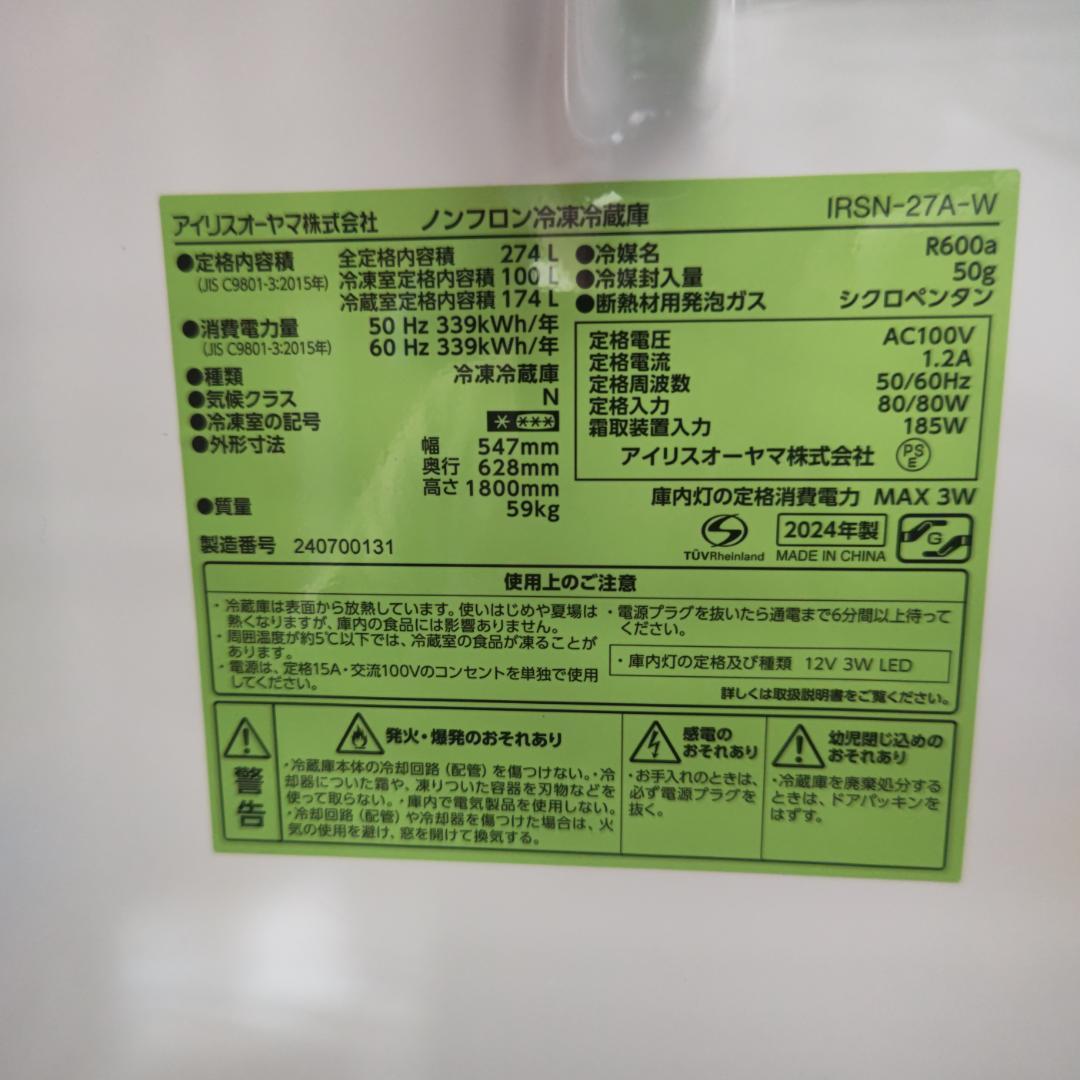 アイリスオーヤマ株式会社 ノンフロン冷凍冷蔵庫 IRSN-27A-W
●定格内容積 全定格内容積 274 L
(JIS C9801-3:2015年) 冷凍室定格内容積 100 L
冷蔵室定格内容積 174 L
●消費電力量 50 Hz 339kWh/年
(JIS C9801-3:2015年) 60 Hz 339kWh/年
●種類 冷凍冷蔵庫
●気候クラス N
●冷凍室の記号
●外形寸法 幅 547mm
奥行 628mm
高さ 1800mm
●質量 59kg
製造番号 240700131
●冷媒名 R600a
●冷媒封入量 50g
●断熱材用発泡ガス シクロペンタン
定格電圧 AC100V
定格電流 1.2A
定格周波数 50/60Hz
定格入力 80/80W
霜取装置入力 185W
アイリスオーヤマ株式会社 PS E
庫内灯の定格消費電力 MAX 3W
TÜVRheinland 2024年製 G
MADE IN CHINA
使用上のご注意
・冷蔵庫は表面から放熱しています。使いはじめや夏場は
熱くなりますが、庫内の食品には影響ありません。
・周囲温度が約5℃以下では、冷蔵室の食品が凍ることが
あります。
・電源は、定格15A・交流100Vのコンセントを単独で使用
してください。
・電源プラグを抜いたら通電まで6分間以上待って
ください。
・庫内灯の定格及び種類 12V 3W LED
詳しくは取扱説明書をご覧ください。
警告
発火・爆発のおそれあり
・冷蔵庫本体の冷却回路（配管）を傷つけない。・冷
却器についた霜や、凍りついた容器を刃物などを
使って取らない。・庫内で電気製品を使用しない。
・冷却回路（配管）や冷却器を傷つけた場合は、火
気の使用を避け、窓を開けて換気する。
感電の
おそれあり
・お手入れのときは、
必ず電源プラグを
抜く。
幼児閉じ込めの
おそれあり
・冷蔵庫を廃棄処分する
ときは、ドアパッキンを
はずす。